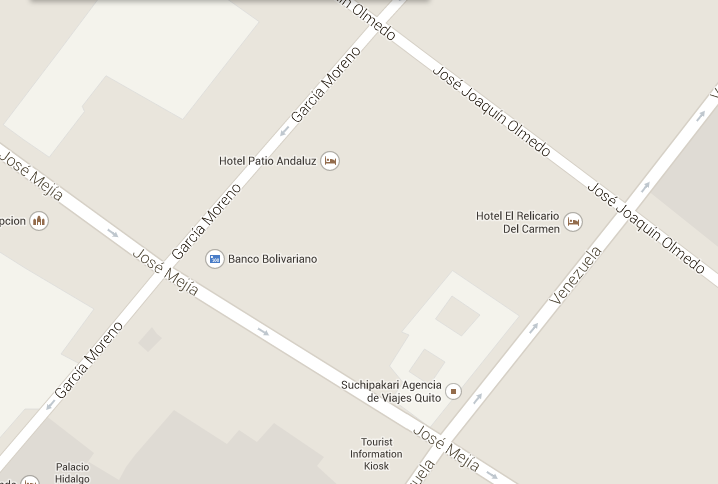 Olmedo
García Moreno
José Joaquín Olmedo
Hotel Patio Andaluz
José Mejía
García Moreno
José Joaquin Olmedo
Hotel El Relicario
Del Carmen
pcion
Banco Bolivariano
José Mejía
Venezuela
García Moreno
Suchipakari Agencia
de Viajes Quito
José Mejía
Tourist
Information
Kiosk
Palacio
Hidalgo